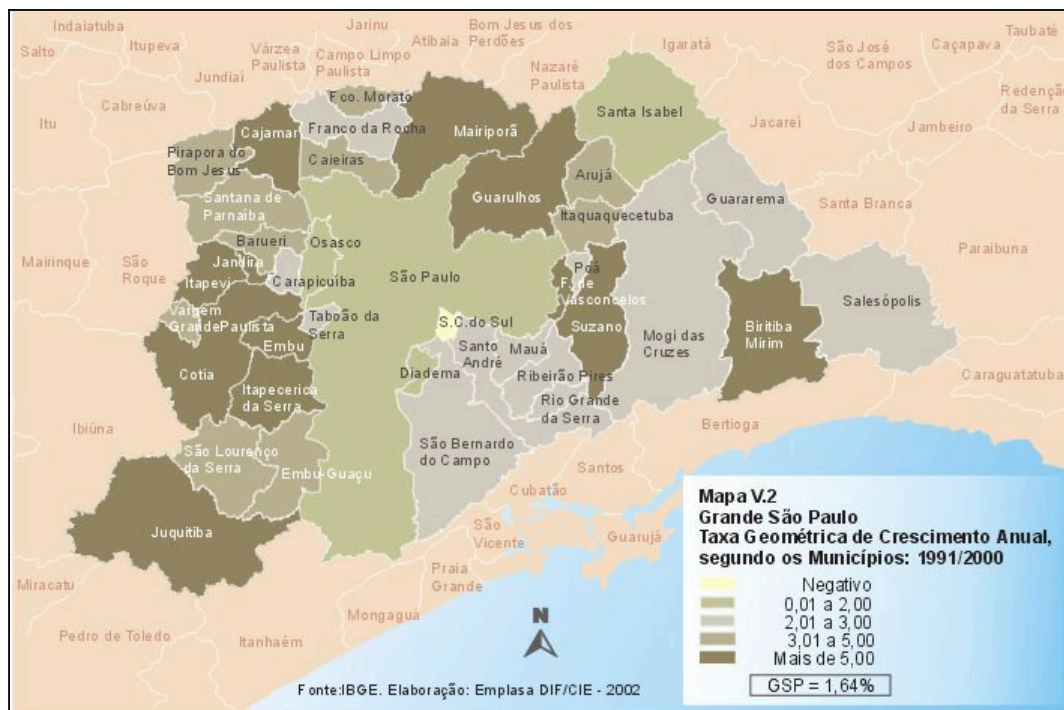 Indaiatuba
Salto
Itupeva
Jundiaí
Cabreúva
Itu
Várzea
Paulista
Jarinu
Campo Limpo
Paulista
Atibaia
Bom Jesus dos
Perdões
Nazaré
Paulista
Igaratá
São José
dos Campos
Caçapava
Taubaté
Redenção
da Serra
Jambeiro
Jacareí
Santa Branca
Paraibuna
Caraguatatuba
Fco. Morato
Franco da Rocha
Cajamar
Mairiporã
Santa Isabel
Pirapora do
Bom Jesus
Caieiras
Guarulhos
Arujá
Guararema
Santana de
Parnaíba
Itaquaquecetuba
Barueri
Osasco
Mairinque
São
Roque
Jandira
Itapevi
Carapicuíba
São Paulo
Poá
F. de
Vasconcelos
Salesópolis
Vargem
Grande Paulista
Taboão da
Serra
S.C.do Sul
Suzano
Mogi das
Cruzes
Biritiba
Mirim
Embu
Santo
André
Mauá
Cotia
Diadema
Ribeirão Pires
Itapecerica
da Serra
Rio Grande
da Serra
Ibiúna
São Bernardo
do Campo
Bertioga
São Lourenço
da Serra
Embu-Guaçu
Santos
Cubatão
Juquitiba
São
Vicente
Guarujá
Miracatu
Praia
Grande
Mongaguá
Pedro de Toledo
Itanhaém
N
Fonte:IBGE. Elaboração: Emplasa DIF/CIE - 2002
Mapa V.2
Grande São Paulo
Taxa Geométrica de Crescimento Anual,
segundo os Municípios: 1991/2000
Negativo
0,01 a 2,00
2,01 a 3,00
3,01 a 5,00
Mais de 5,00
GSP = 1,64%